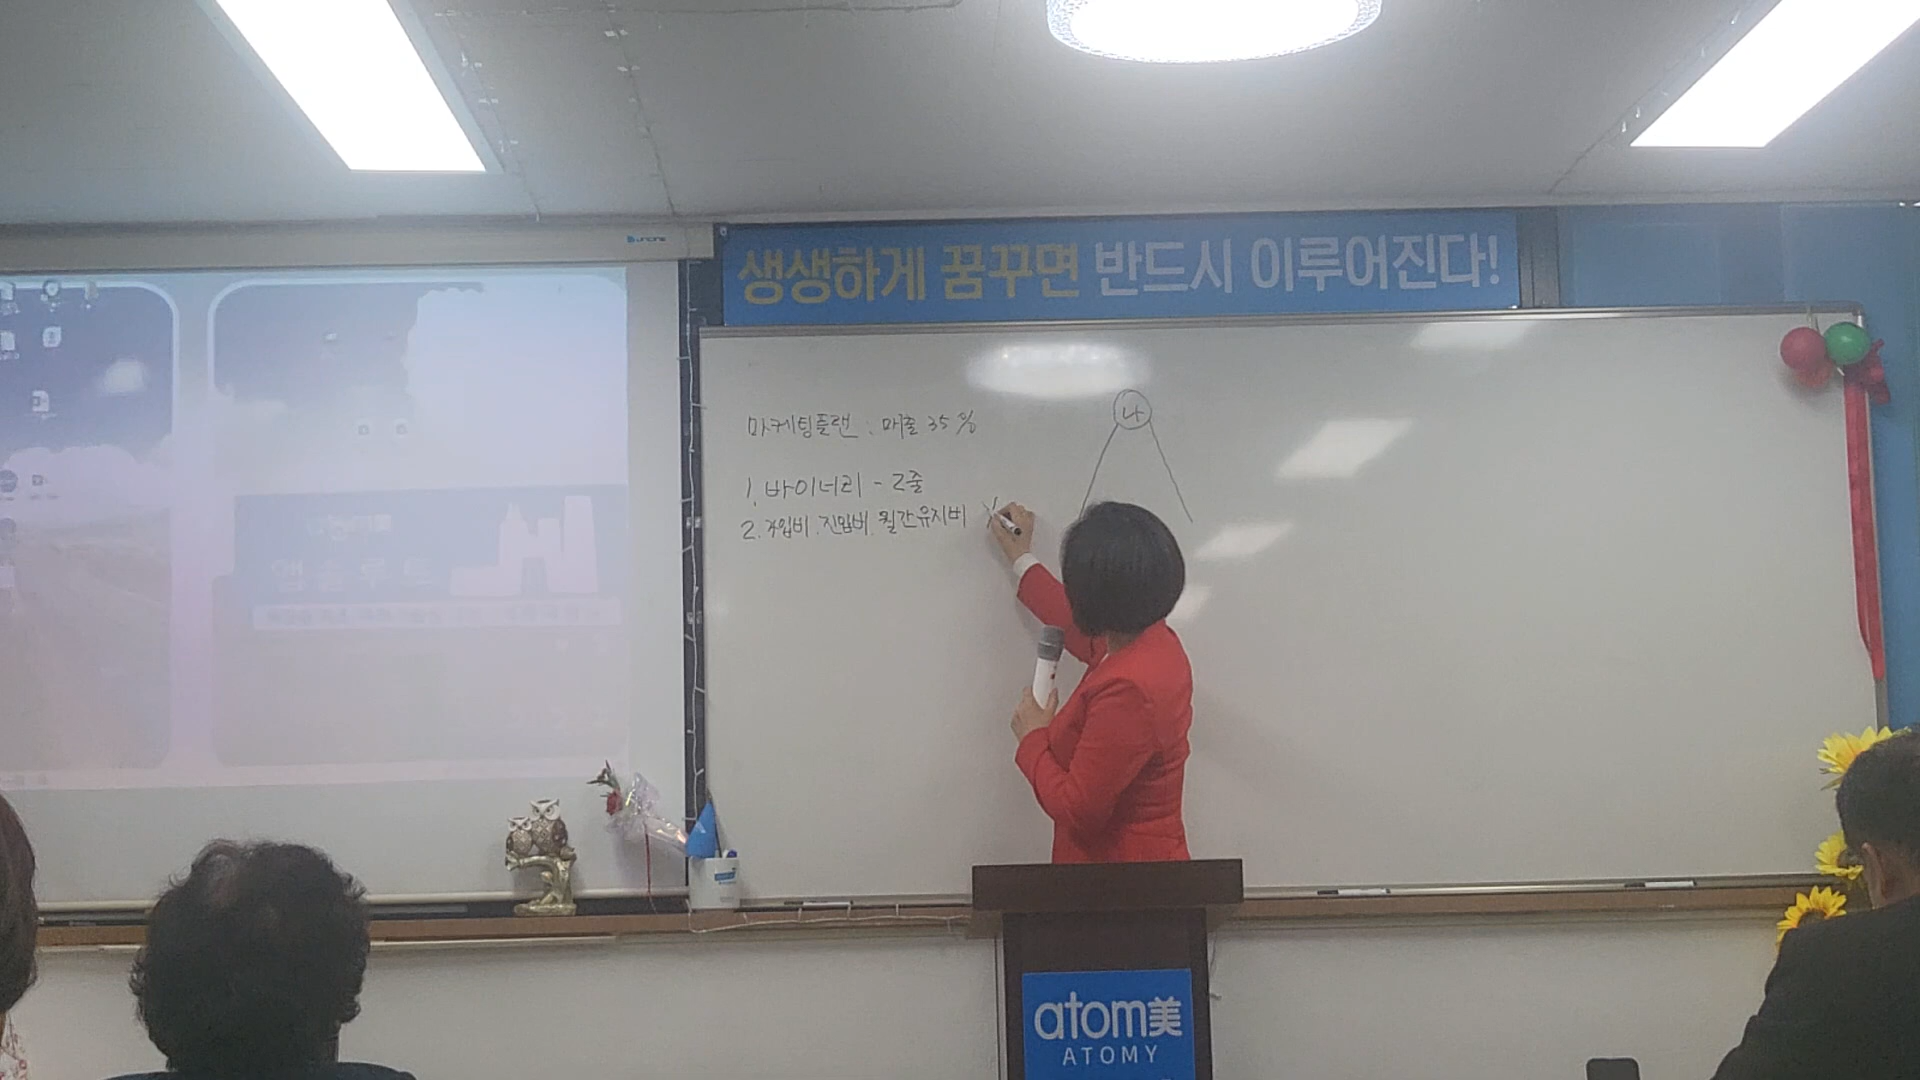 생생하게 꿈꾸면 반드시 이루어진다!
마케팅플랜 : 매출 35%
나
1. 바이너리 - 2줄
2. 가입비. 진입비. 월간유지비 X
atom美
ATOMY